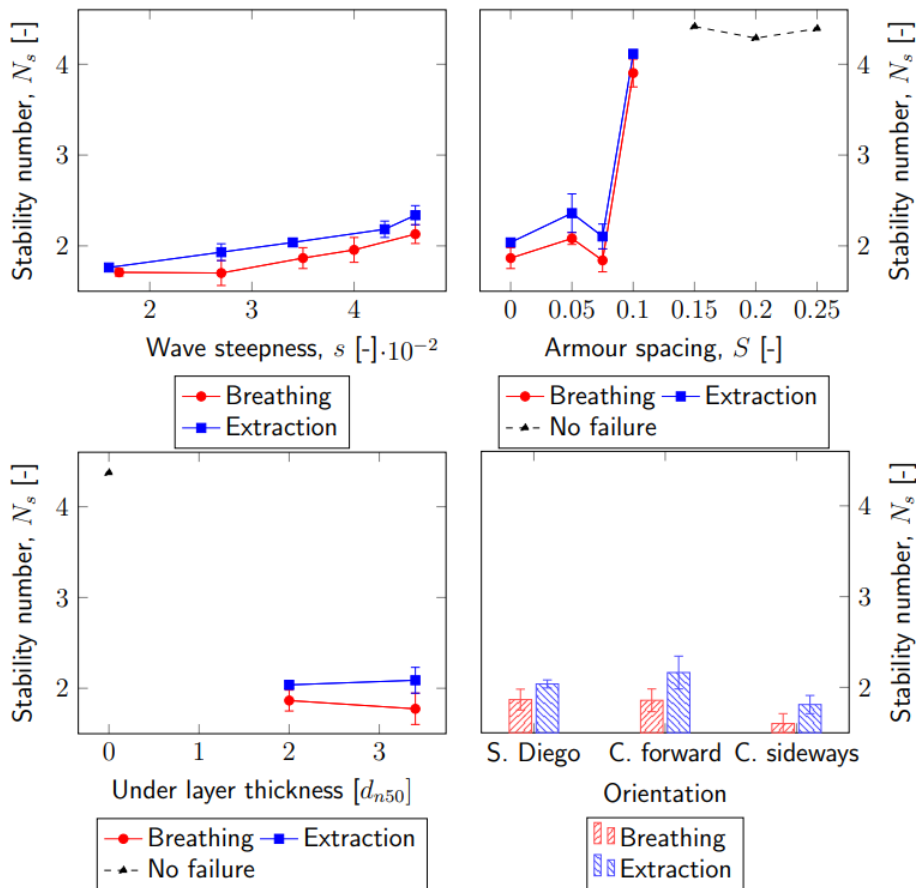 Stability number, N_s [-]
4
3
2
2
3
4
Wave steepness, s [-]·10^−2
Breathing
Extraction
Stability number, N_s [-]
4
3
2
0
0.05
0.1
0.15
0.2
0.25
Armour spacing, S [-]
Breathing
Extraction
No failure
Stability number, N_s [-]
4
3
2
0
1
2
3
Under layer thickness [d_{n50}]
Breathing
Extraction
No failure
Stability number, N_s [-]
4
3
2
S. Diego
C. forward
C. sideways
Orientation
Breathing
Extraction